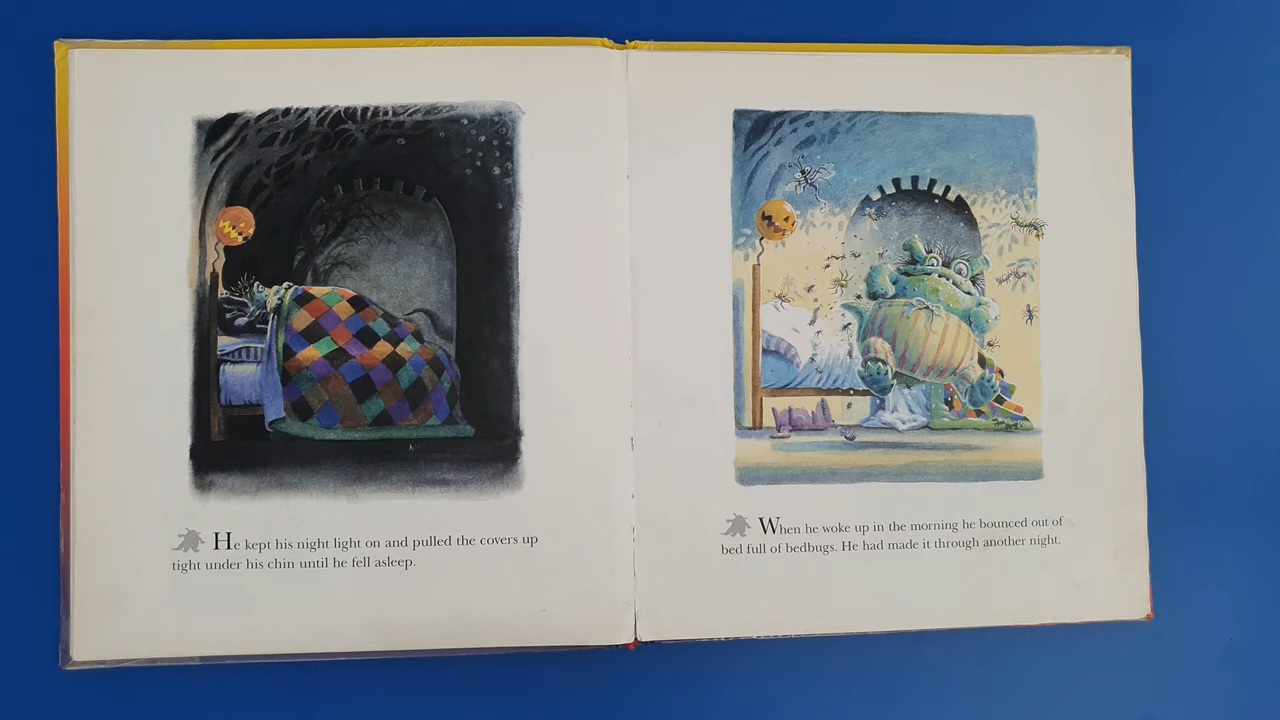 He kept his night light on and pulled the covers up
tight under his chin until he fell asleep.
When he woke up in the morning he bounced out of
bed full of bedbugs. He had made it through another night.